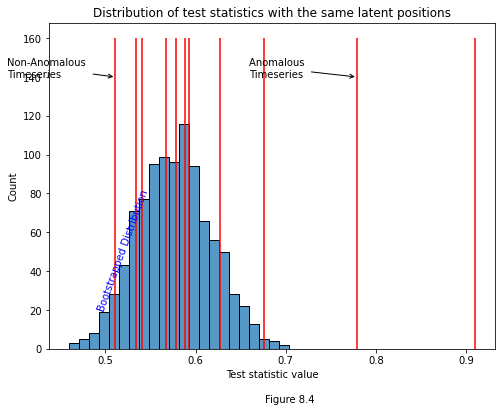 Distribution of test statistics with the same latent positions
160
Non-Anomalous
Timeseries
Anomalous
Timeseries
140
120
100
80
60
40
20
0
Count
Bootstrapped Distribution
0.5 0.6 0.7 0.8 0.9
Test statistic value
Figure 8.4